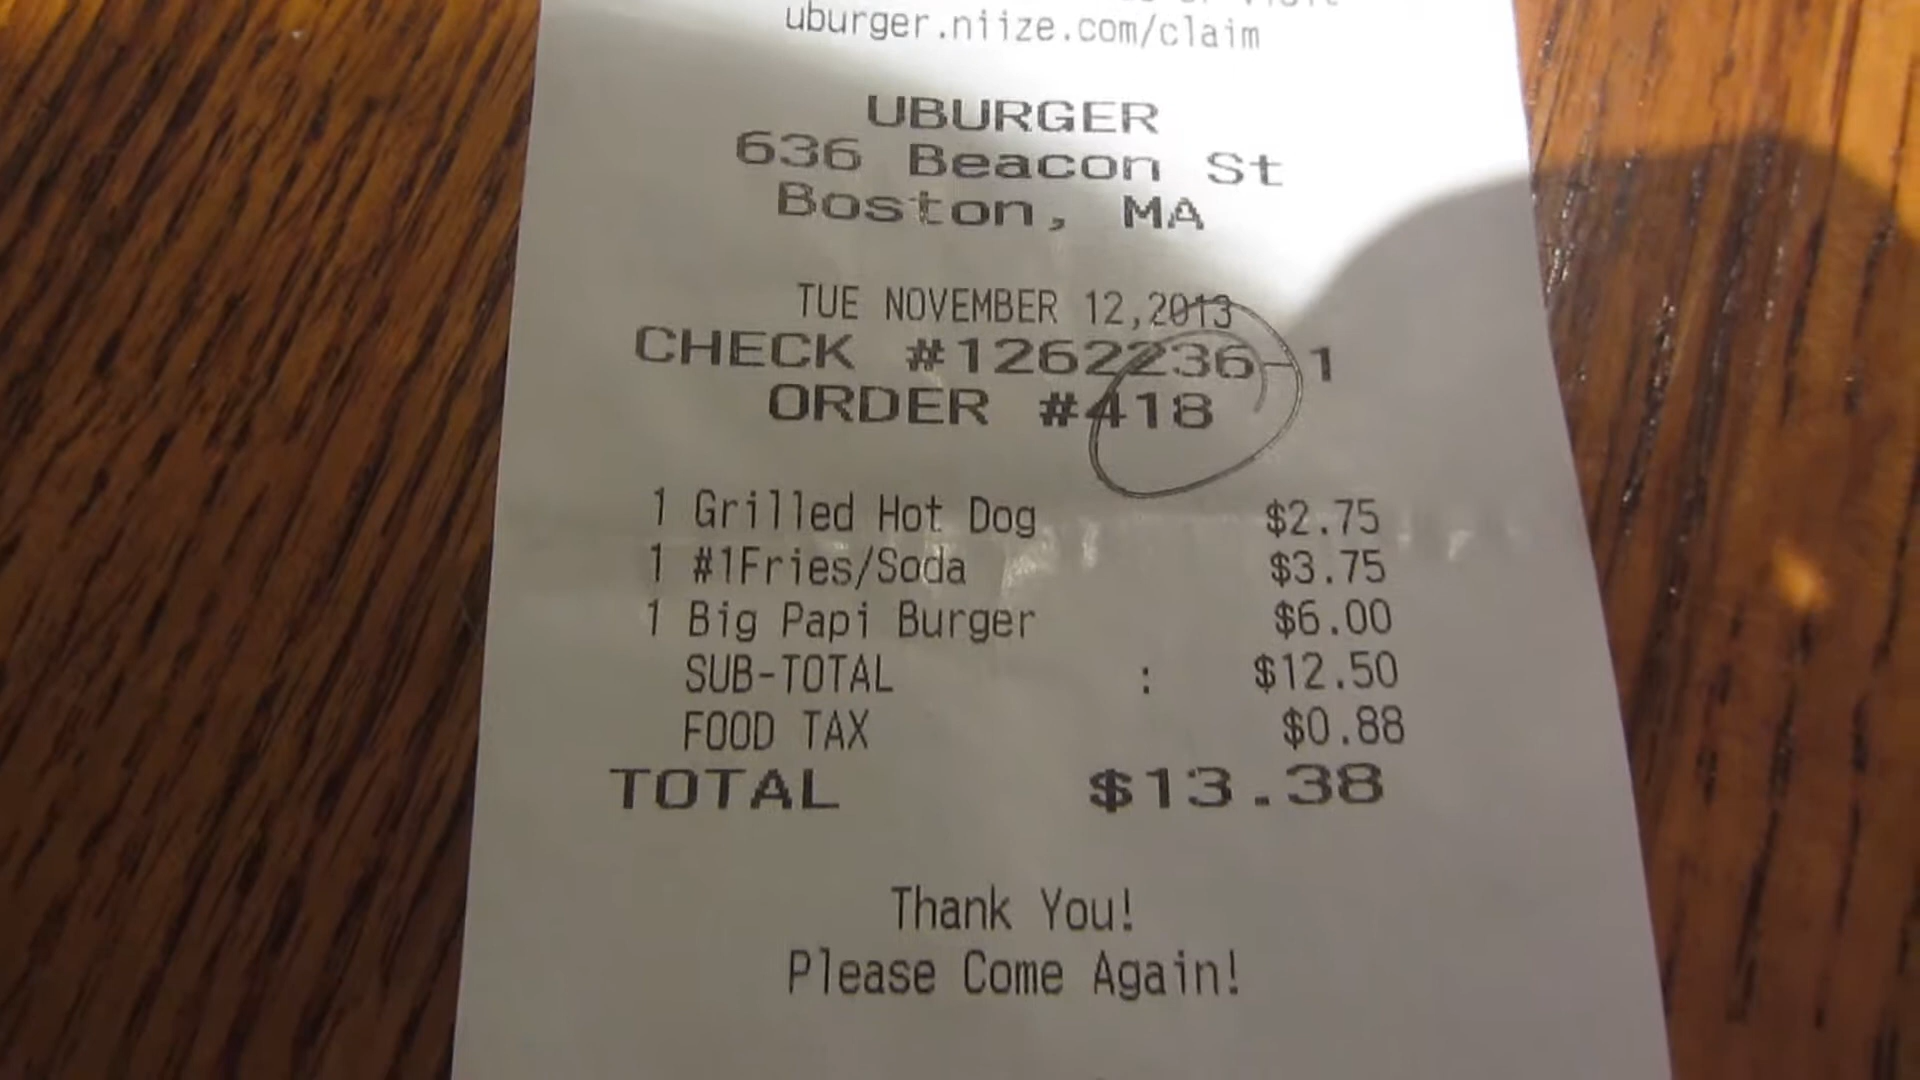 uburger.niize.com/claim
UBURGER
636 Beacon St
Boston, MA
TUE NOVEMBER 12,2013
CHECK #1262236-1
ORDER #418
1 Grilled Hot Dog $2.75
1 #1Fries/Soda $3.75
1 Big Papi Burger $6.00
SUB-TOTAL : $12.50
FOOD TAX $0.88
TOTAL $13.38
Thank You!
Please Come Again!